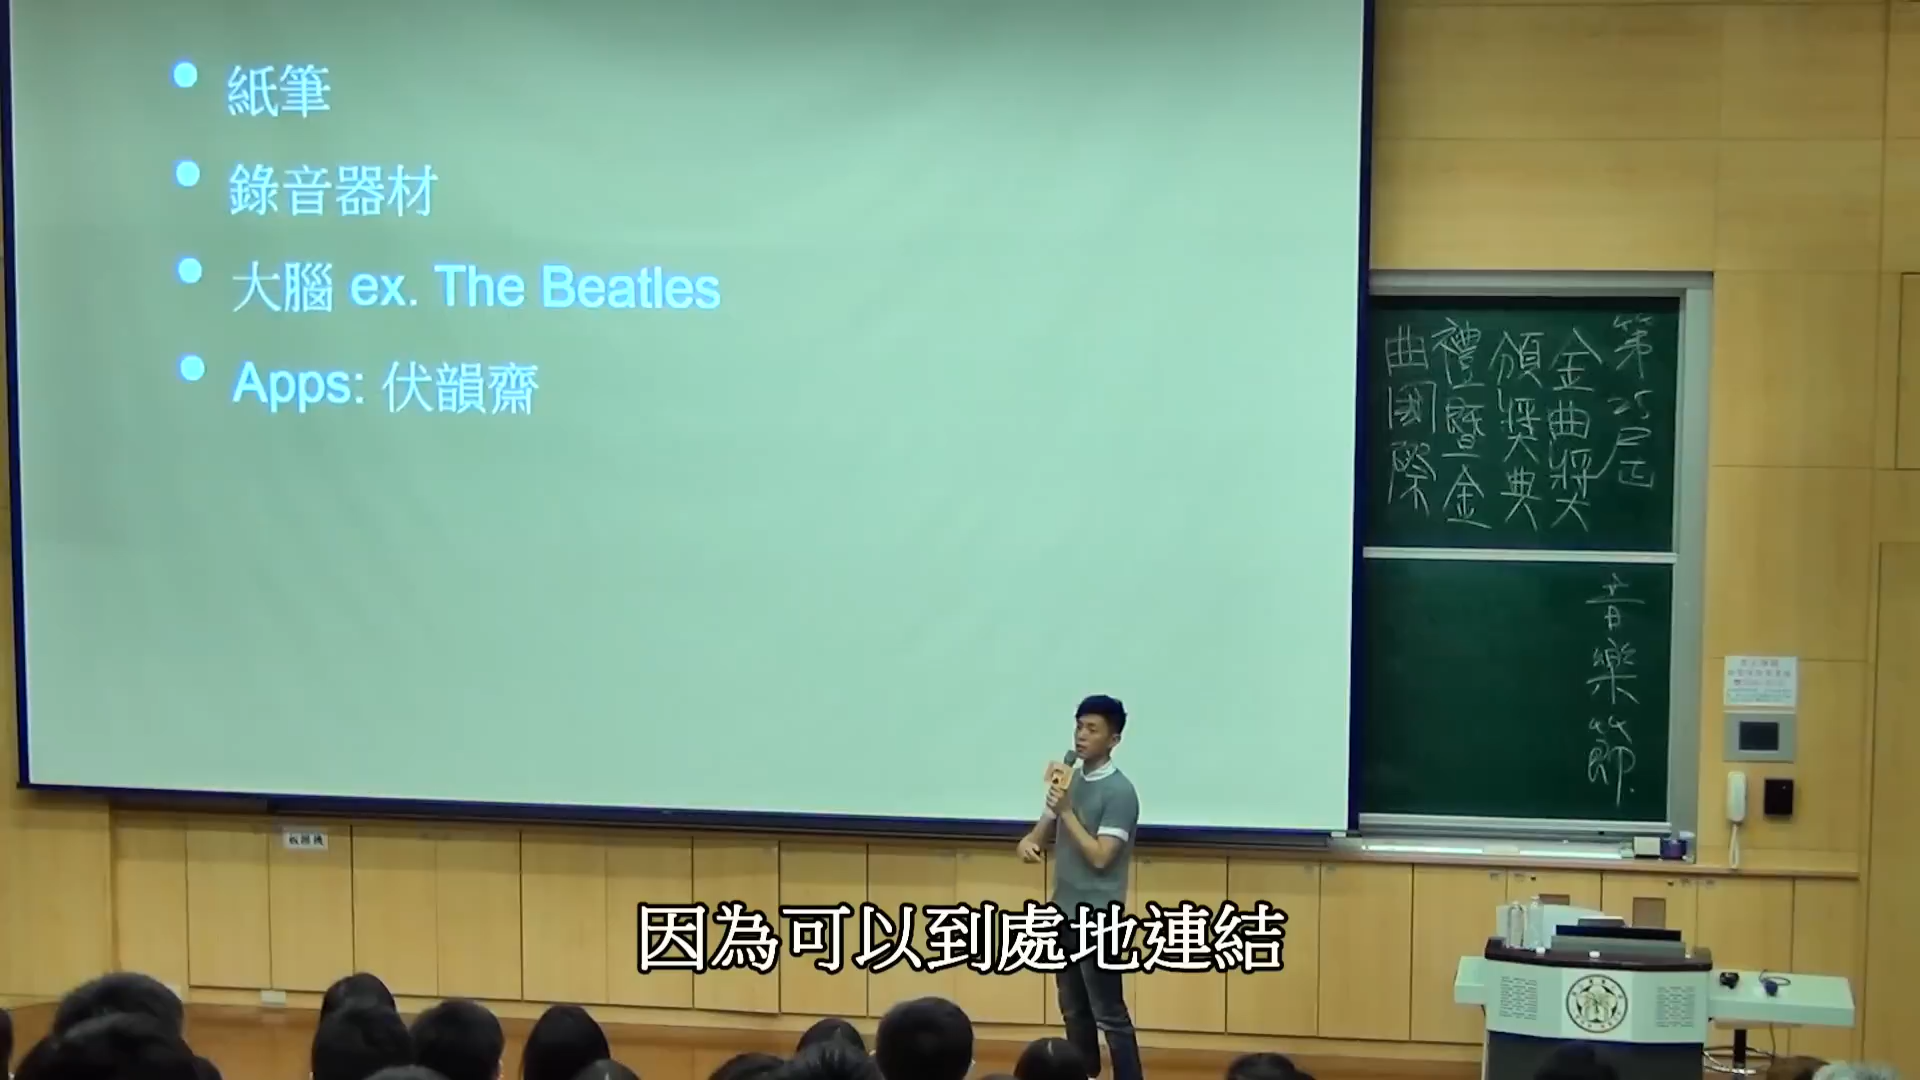 • 紙筆
• 錄音器材
• 大腦 ex. The Beatles
• Apps: 伏韻齋
第25屆
金曲獎
頒獎典
禮暨金
曲國際
音樂節
因為可以到處地連結